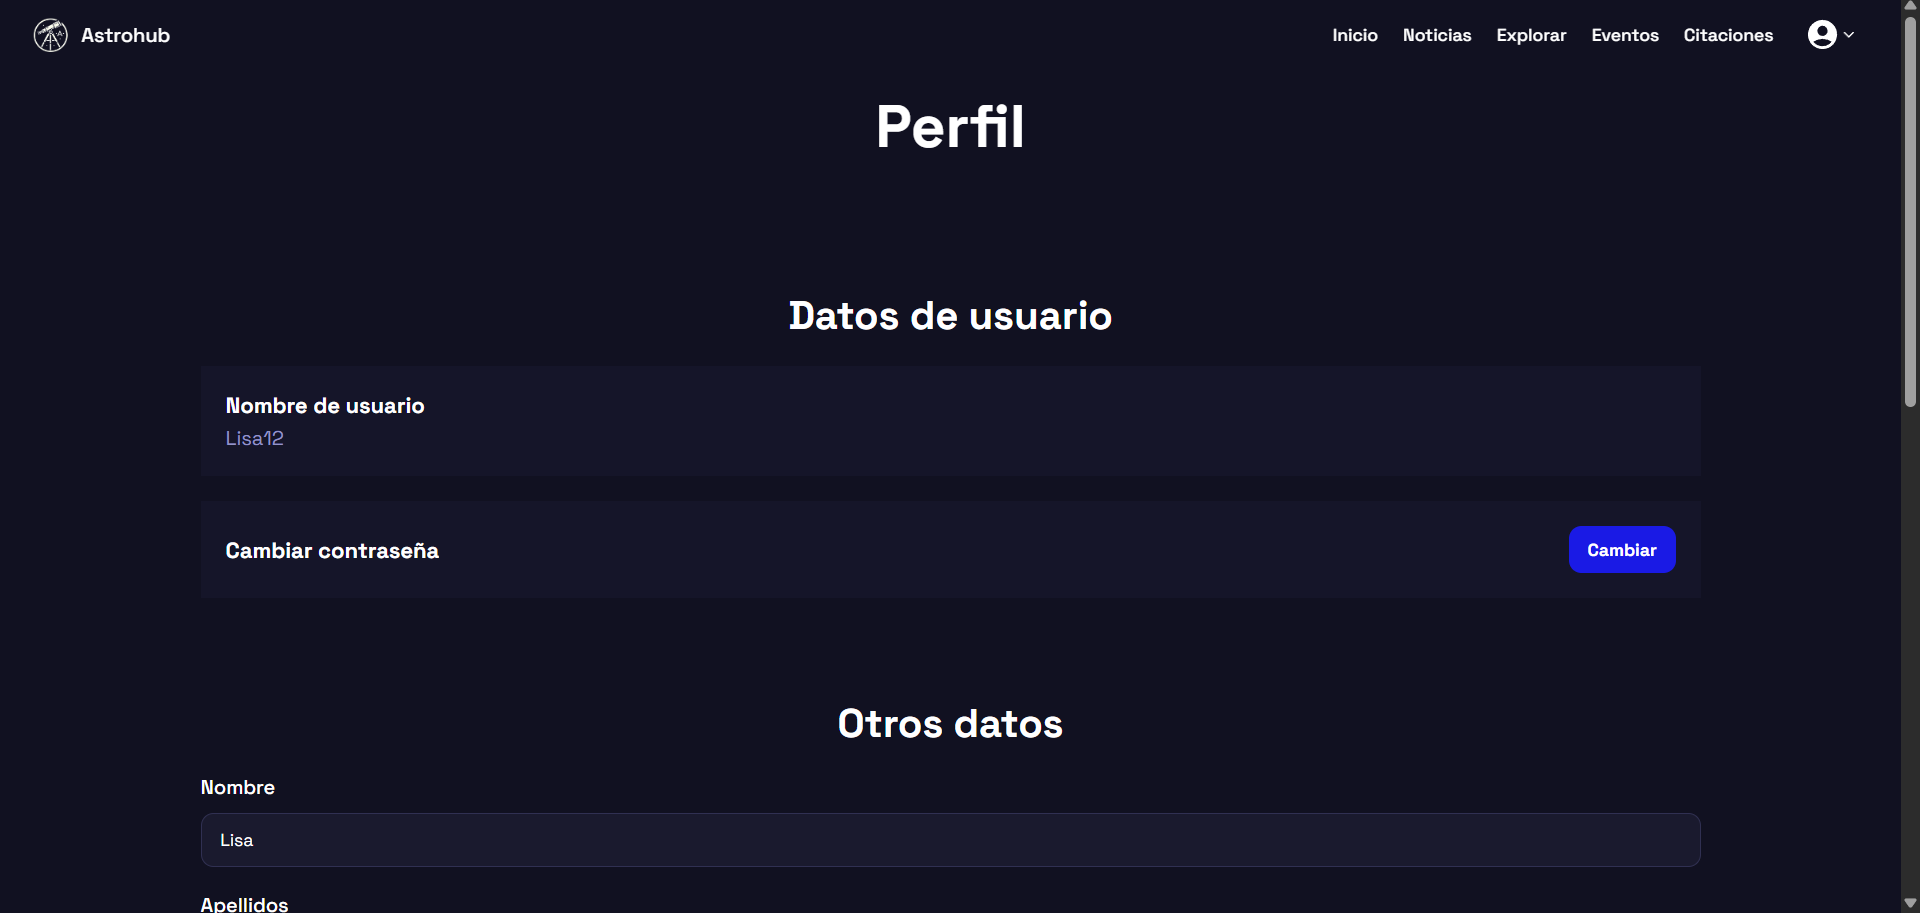 Astrohub
Inicio Noticias Explorar Eventos Citaciones
Perfil
Datos de usuario
Nombre de usuario
Lisa12
Cambiar contraseña
Cambiar
Otros datos
Nombre
Lisa
Apellidos